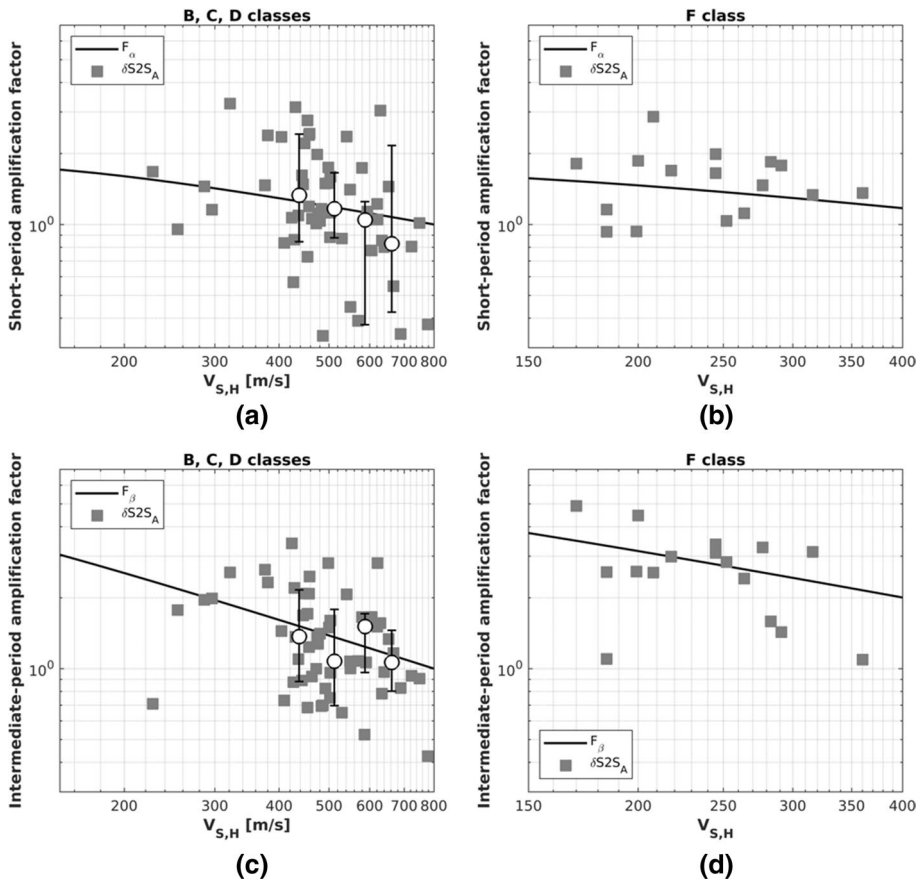 B, C, D classes
Short-period amplification factor
F_α
δS2S_A
10^0
200 300 400 500 600 700 800
V_S,H [m/s]
(a)
F class
Short-period amplification factor
F_α
δS2S_A
10^0
150 200 250 300 350 400
V_S,H
(b)
B, C, D classes
Intermediate-period amplification factor
F_β
δS2S_A
10^0
200 300 400 500 600 700 800
V_S,H [m/s]
(c)
F class
Intermediate-period amplification factor
10^0
F_β
δS2S_A
150 200 250 300 350 400
V_S,H
(d)